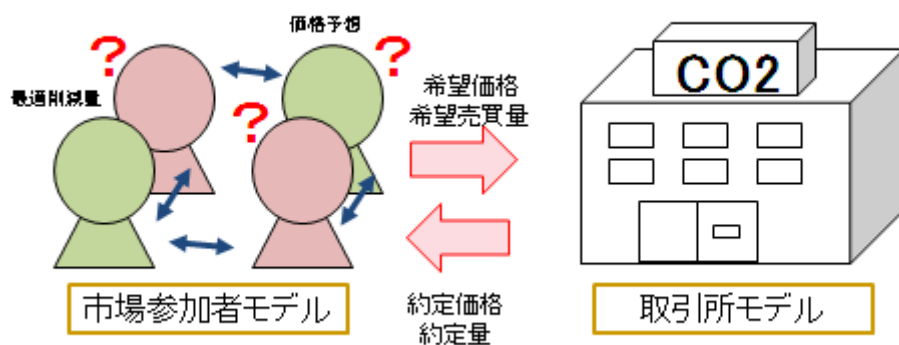 価格予想
?
?
最適削減量
?
希望価格
希望売買量
CO2
約定価格
約定量
市場参加者モデル
取引所モデル